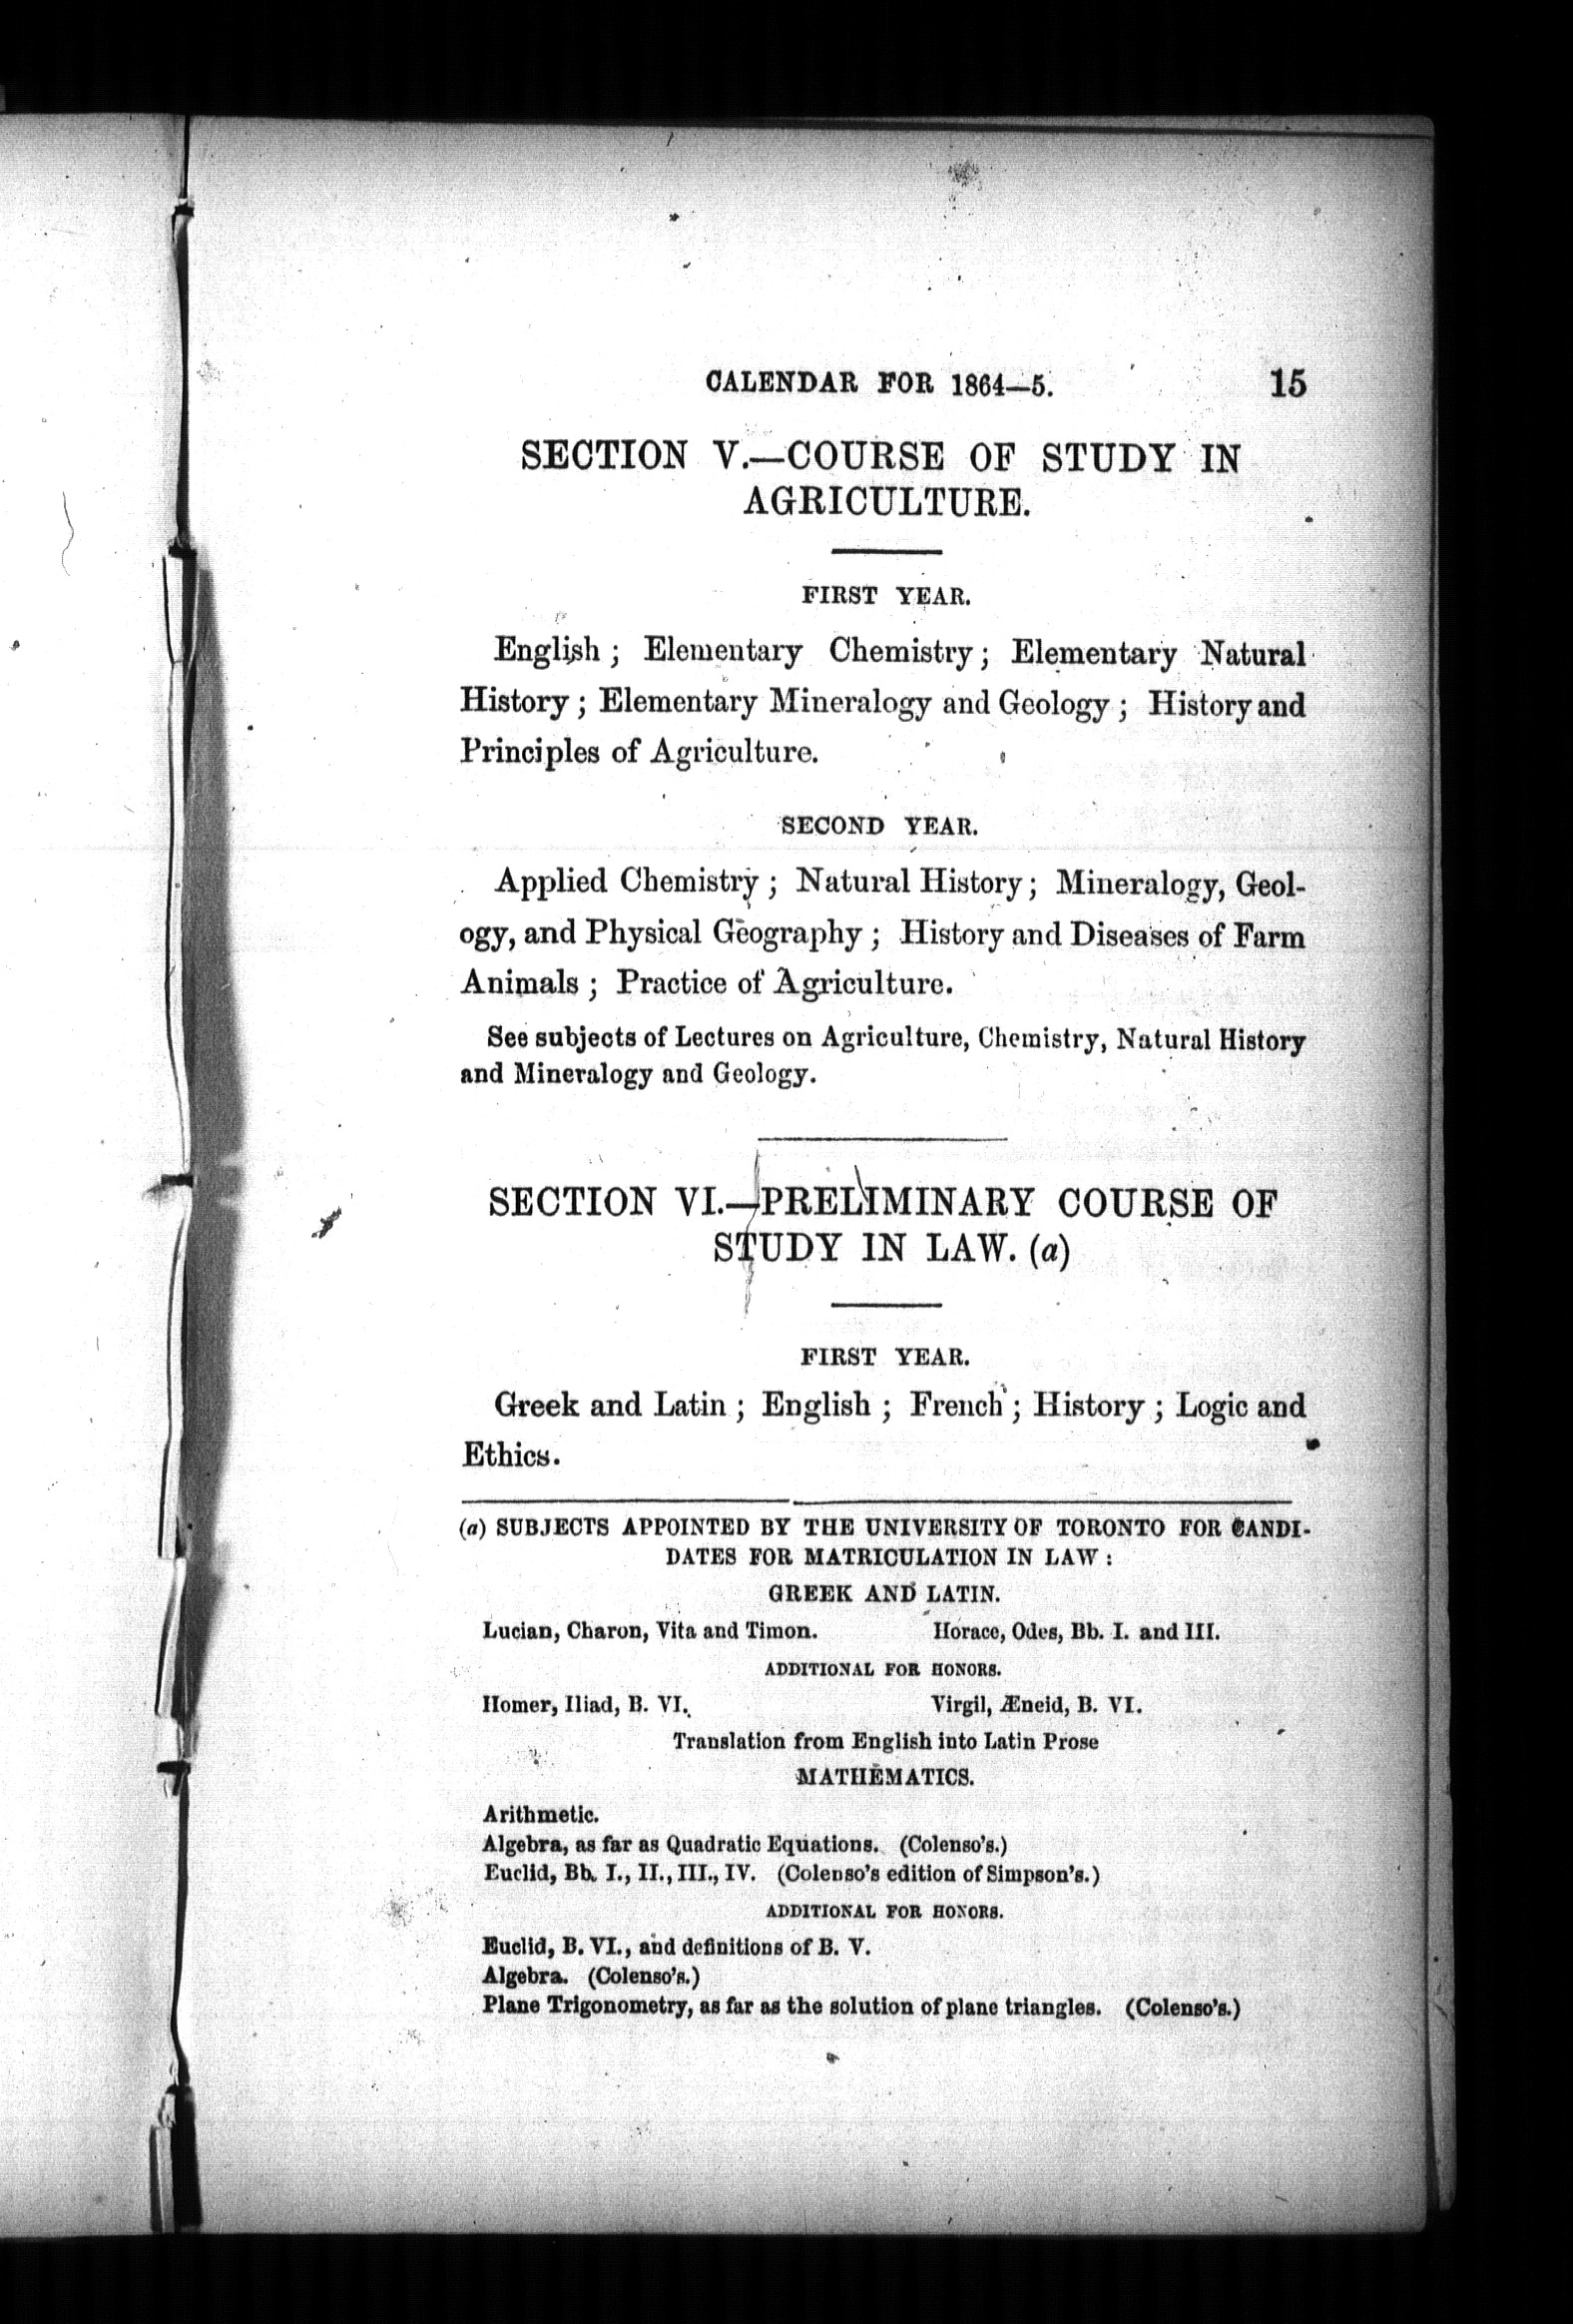 CALENDAR FOR 1864—5. 15
SECTION V.—COURSE OF STUDY IN
AGRICULTURE.
FIRST YEAR.
English ; Elementary Chemistry ; Elementary Natural
History ; Elementary Mineralogy and Geology ; History and
Principles of Agriculture.
SECOND YEAR.
Applied Chemistry ; Natural History ; Mineralogy, Geol-
ogy, and Physical Geography ; History and Diseases of Farm
Animals ; Practice of Agriculture.
See subjects of Lectures on Agriculture, Chemistry, Natural History
and Mineralogy and Geology.
SECTION VI.—PRELIMINARY COURSE OF
STUDY IN LAW. (a)
FIRST YEAR.
Greek and Latin ; English ; French ; History ; Logic and
Ethics.
(a) SUBJECTS APPOINTED BY THE UNIVERSITY OF TORONTO FOR CANDI-
DATES FOR MATRICULATION IN LAW :
GREEK AND LATIN.
Lucian, Charon, Vita and Timon. Horace, Odes, Bb. I. and III.
ADDITIONAL FOR HONORS.
Homer, Iliad, B. VI. Virgil, Æneid, B. VI.
Translation from English into Latin Prose
MATHEMATICS.
Arithmetic.
Algebra, as far as Quadratic Equations. (Colenso's.)
Euclid, Bb. I., II., III., IV. (Colenso's edition of Simpson's.)
ADDITIONAL FOR HONORS.
Euclid, B. VI., and definitions of B. V.
Algebra. (Colenso's.)
Plane Trigonometry, as far as the solution of plane triangles. (Colenso's.)